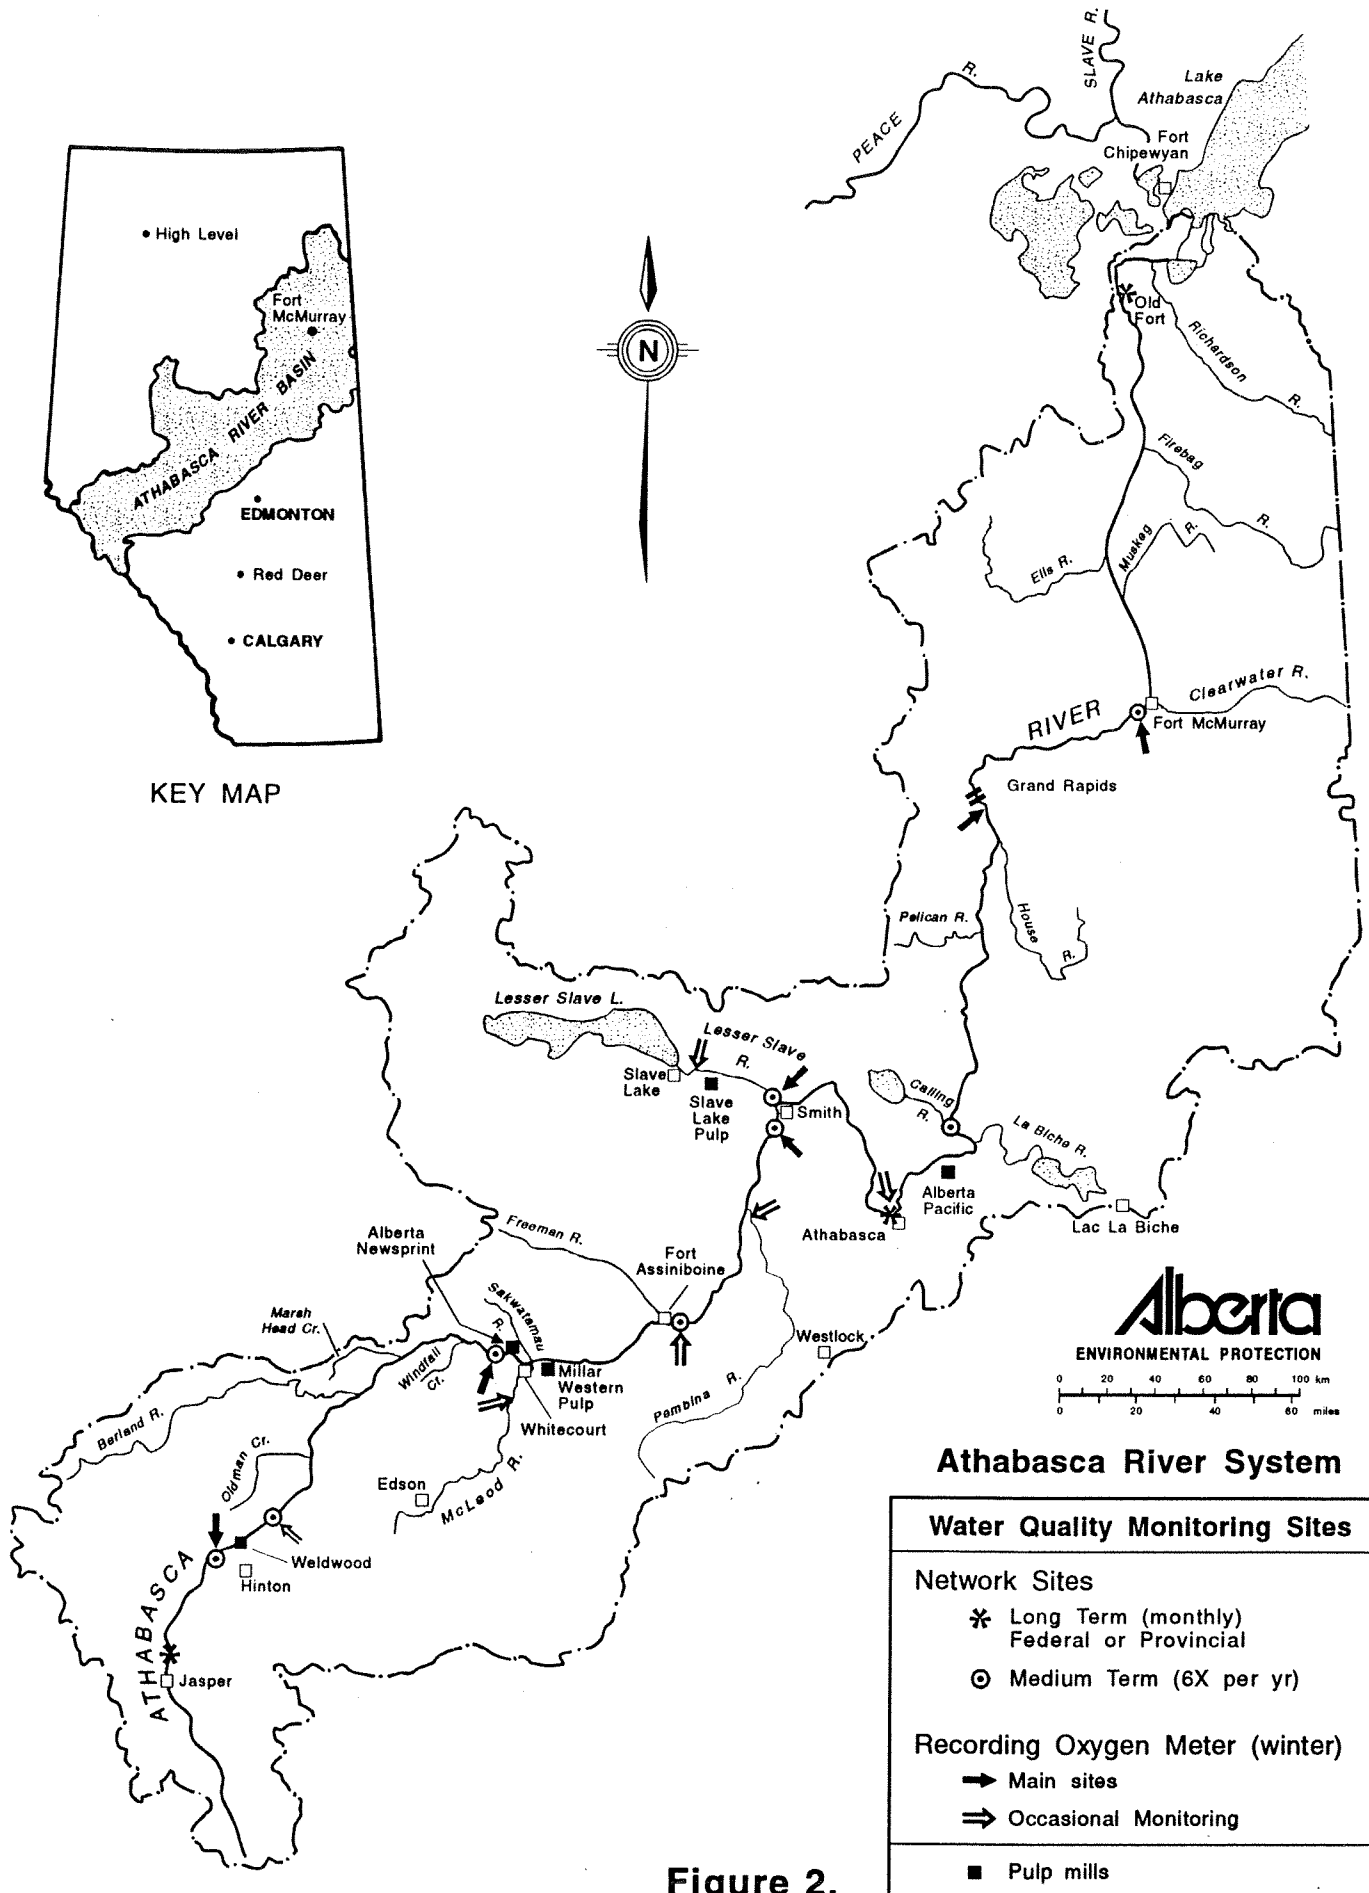 SLAVE R.
PEACE
R.
Lake
Athabasca
Fort
Chipewyan
High Level
Fort
McMurray
ATHABASCA RIVER BASIN
EDMONTON
Red Deer
CALGARY
KEY MAP
N
Old
Fort
Richardson
R.
Firebag
R.
Muskeg
R.
Ells R.
Clearwater R.
RIVER
Fort McMurray
Grand Rapids
Pelican R.
House
R.
Lesser Slave L.
Lesser Slave
R.
Slave
Lake
Slave
Lake
Pulp
Smith
Calling
R.
La Biche R.
Alberta
Pacific
Athabasca
Lac La Biche
Alberta
Newsprint
Freeman R.
Fort
Assiniboine
Sakwatamau
R.
Marsh
Head Cr.
Windfall
Cr.
Millar
Western
Pulp
Whitecourt
Westlock
Pembina R.
Berland R.
Oldman Cr.
Edson
McLeod R.
Weldwood
Hinton
ATHABASCA
Jasper
Alberta
ENVIRONMENTAL PROTECTION
0 20 40 60 80 100 km
0 20 40 60 miles
Athabasca River System
Water Quality Monitoring Sites
Network Sites
Long Term (monthly)
Federal or Provincial
Medium Term (6X per yr)
Recording Oxygen Meter (winter)
Main sites
Occasional Monitoring
Pulp mills
Figure 2.